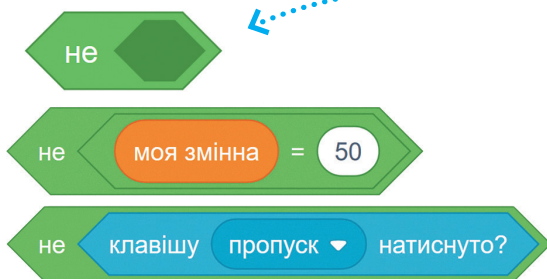 не
не моя змінна = 50
не клавішу пропуск натиснуто?